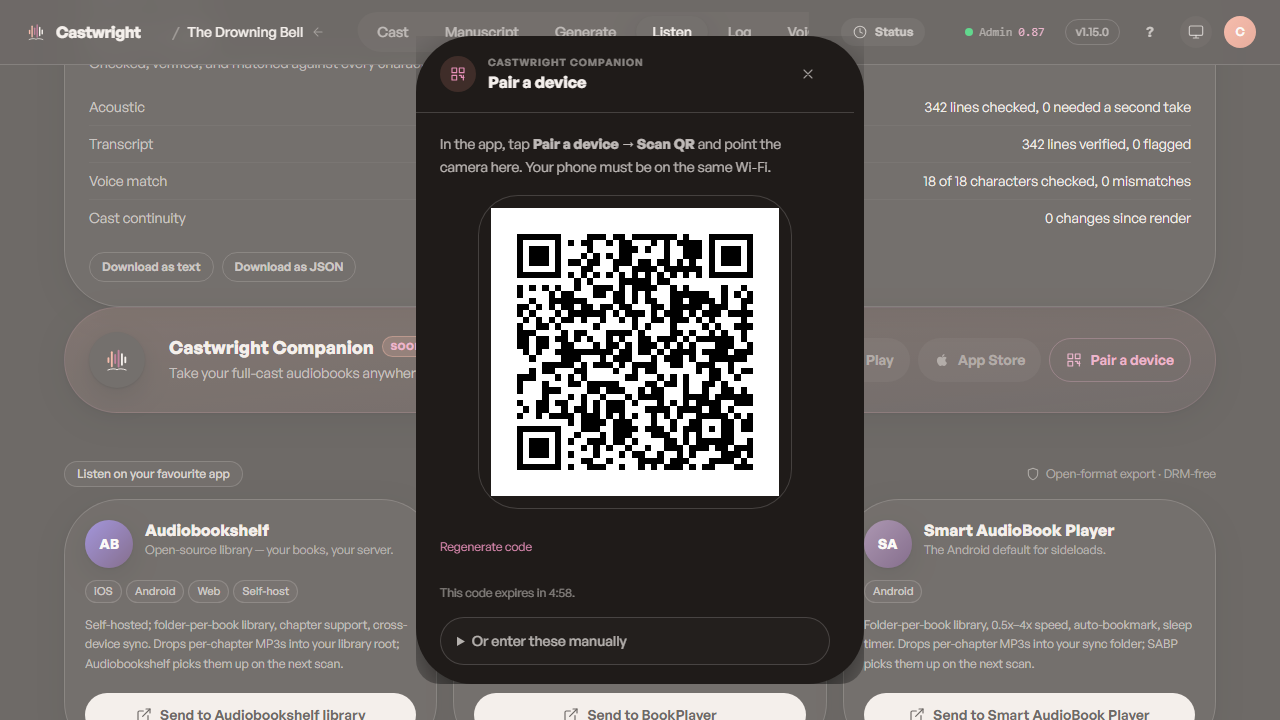 Castwright
/ The Drowning Bell ←
Cast
Manuscript
Generate
Listen
Log
Status
Admin 0.87
v1.15.0
?
C
CASTWRIGHT COMPANION
Pair a device
In the app, tap Pair a device → Scan QR and point the
camera here. Your phone must be on the same Wi-Fi.
Regenerate code
This code expires in 4:58.
Or enter these manually
Acoustic
342 lines checked, 0 needed a second take
Transcript
342 lines verified, 0 flagged
Voice match
18 of 18 characters checked, 0 mismatches
Cast continuity
0 changes since render
Download as text
Download as JSON
Castwright Companion
Take your full-cast audiobooks
Play
App Store
Pair a device
Listen on your favourite app
Open-format export · DRM-free
AB
Audiobookshelf
Open-source library — your books, your server.
iOS
Android
Web
Self-host
Self-hosted; folder-per-book library, chapter support, cross-
device sync. Drops per-chapter MP3s into your library root;
Audiobookshelf picks them up on the next scan.
Send to Audiobookshelf library
Send to BookPlayer
SA
Smart AudioBook Player
The Android default for sideloads.
Android
Folder-per-book library, 0.5x–4x speed, auto-bookmark, sleep
timer. Drops per-chapter MP3s into your sync folder; SABP
picks them up on the next scan.
Send to Smart AudioBook Player